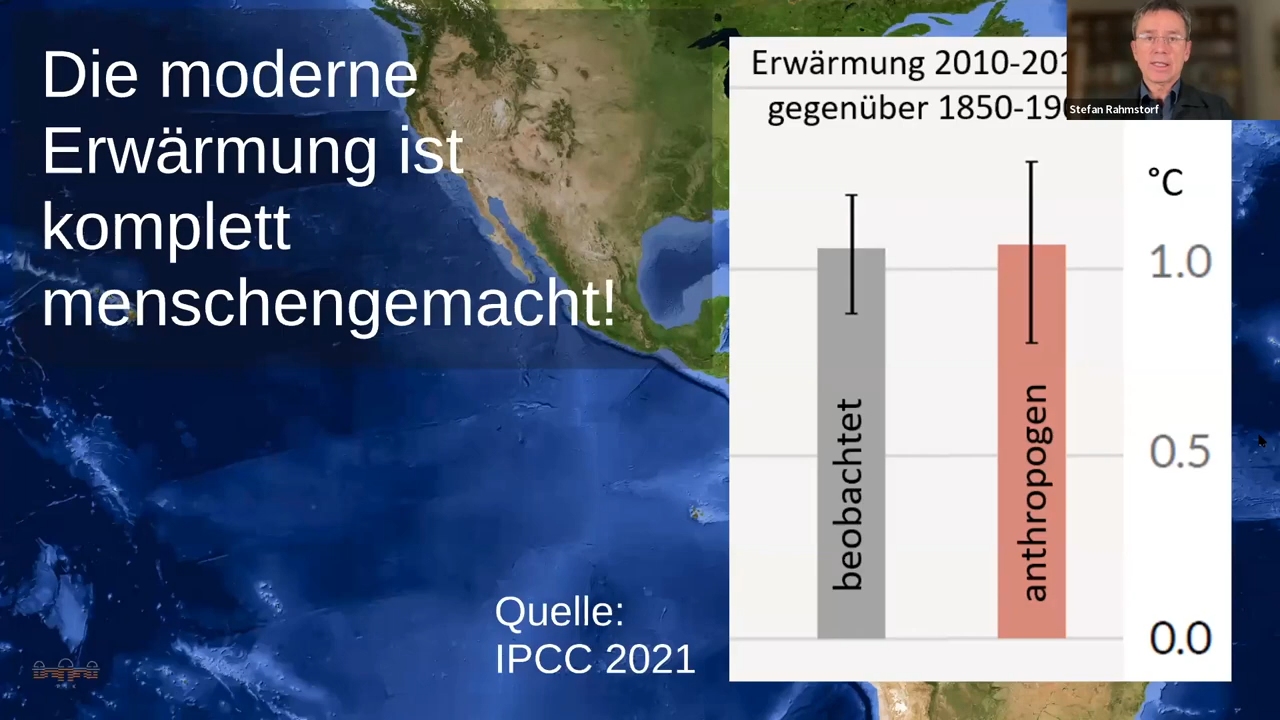 Die moderne
Erwärmung ist
komplett
menschengemacht!
Quelle:
IPCC 2021
Erwärmung 2010-201
gegenüber 1850-19
°C
1.0
0.5
0.0
beobachtet
anthropogen
Stefan Rahmstorf